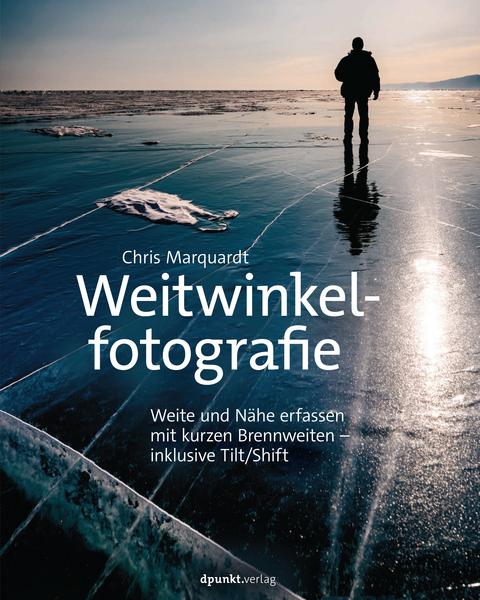 Chris Marquardt
Weitwinkel-
fotografie
Weite und Nähe erfassen
mit kurzen Brennweiten –
inklusive Tilt/Shift
dpunkt.verlag